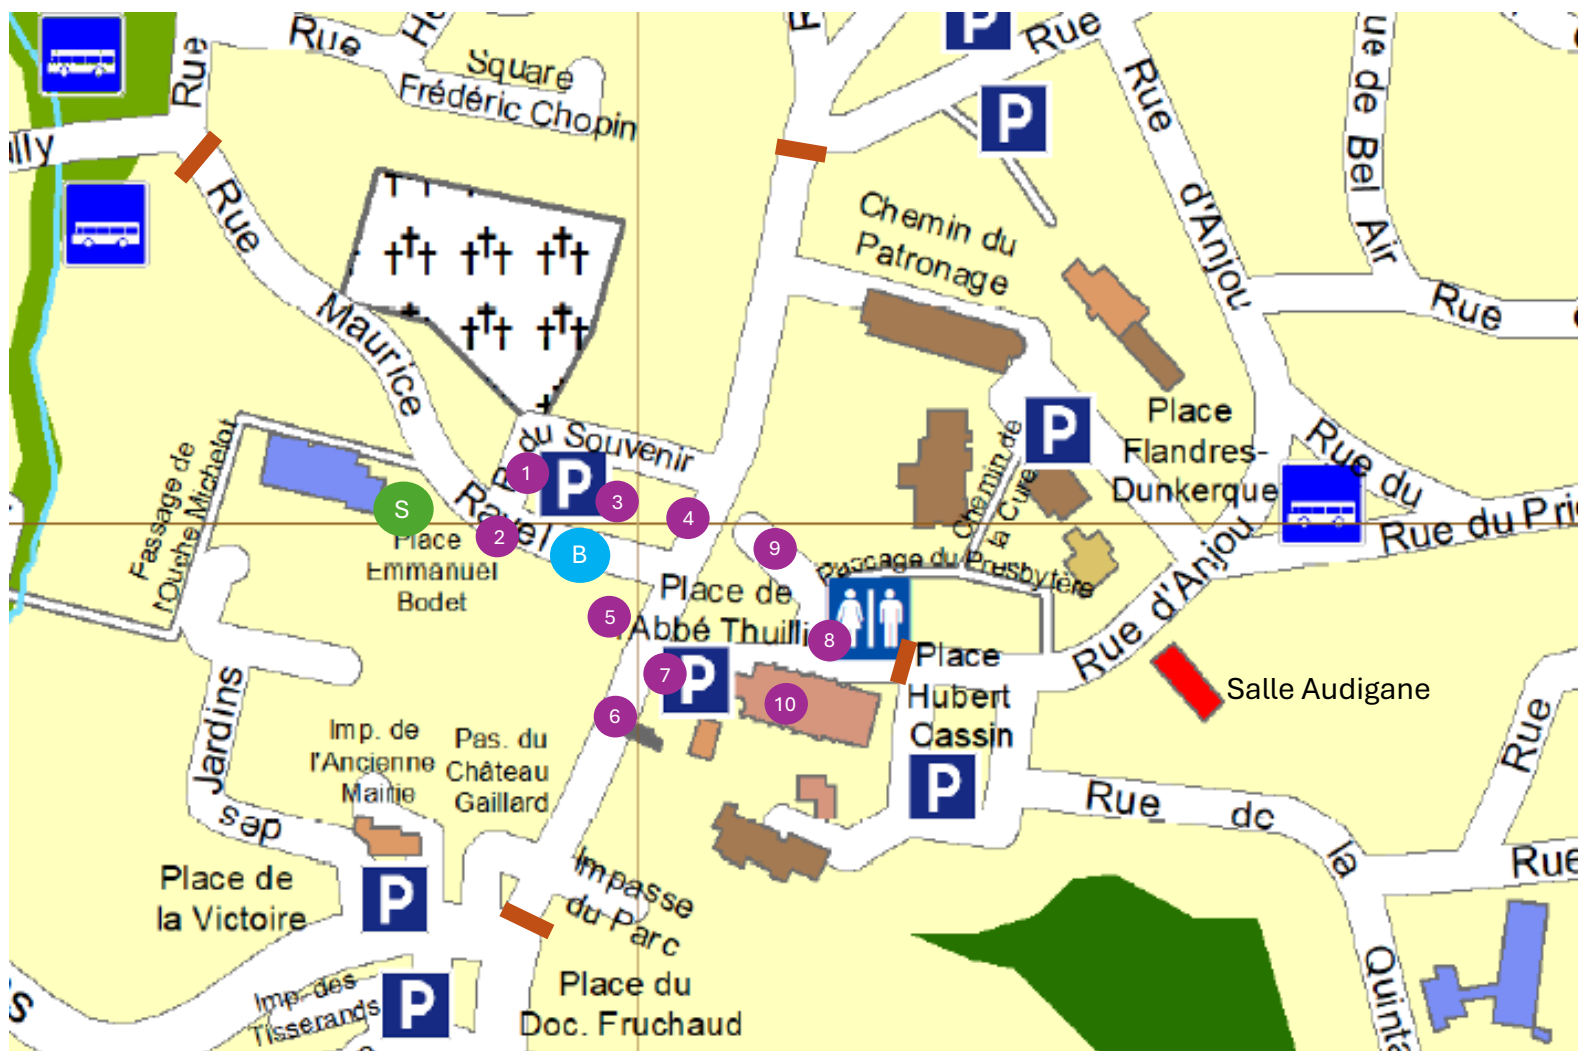 Rue
Rue
Square
Frédéric Chopin
P
Rue
P
Rue
d'Anjou
ue de Bel Air
Rue
illy
Rue
Maurice
Ravel
Chemin du
Patronage
P
Place
Flandres-
Dunkerque
Rue du
Rue du Pri
Rue d'Anjou
Chemin de
la Cure
Passage du Presbytère
du Souvenir
P
1
2
3
4
5
6
7
8
9
10
S
B
Passage de
l'Ouche Michelot
Place
Emmanuel
Bodet
Place de
Abbé Thuilli
P
Place
Hubert
Cassin
P
Salle Audigane
Rue
Rue
Rue de la
Quinta
Jardins
des
Imp. de
l'Ancienne
Mairie
Pas. du
Château
Gaillard
Impasse
du Parc
Place de
la Victoire
P
P
Imp. des
Tisserands
Place du
Doc. Fruchaud
s